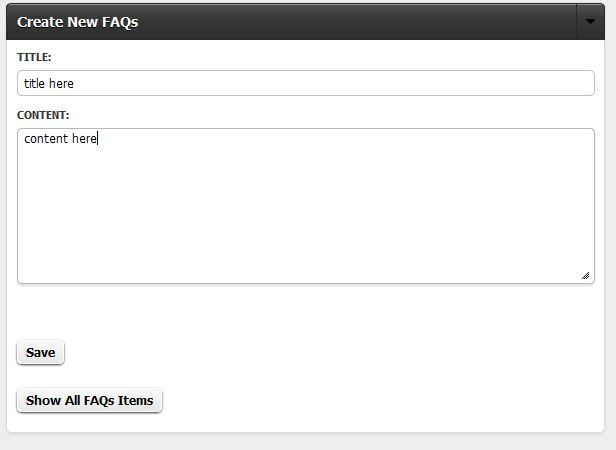 Create New FAQs
TITLE:
title here
CONTENT:
content here
Save
Show All FAQs Items